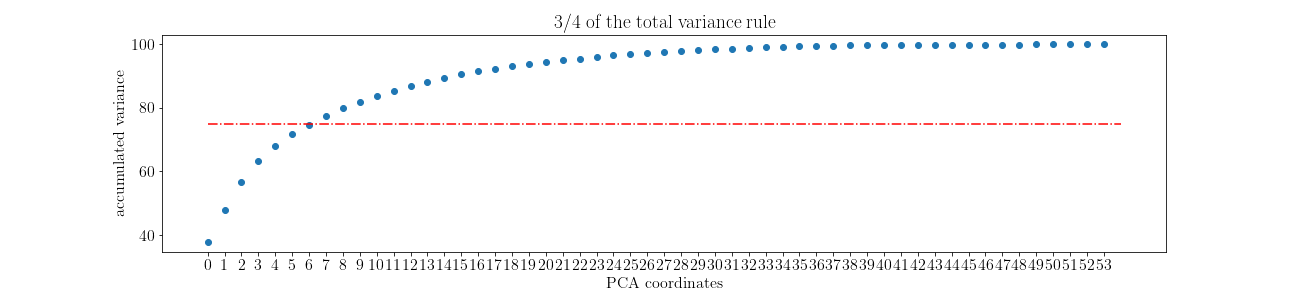 3/4 of the total variance rule
100
80
60
40
accumulated variance
0 1 2 3 4 5 6 7 8 9 10 11 12 13 14 15 16 17 18 19 20 21 22 23 24 25 26 27 28 29 30 31 32 33 34 35 36 37 38 39 40 41 42 43 44 45 46 47 48 49 50 51 52 53
PCA coordinates